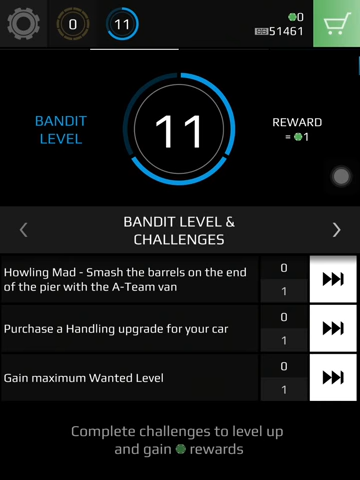 0
11
0
51461
BANDIT
LEVEL
11
REWARD
= 1
BANDIT LEVEL &
CHALLENGES
Howling Mad - Smash the barrels on the end
of the pier with the A-Team van
0
1
Purchase a Handling upgrade for your car
0
1
Gain maximum Wanted Level
0
1
Complete challenges to level up
and gain rewards